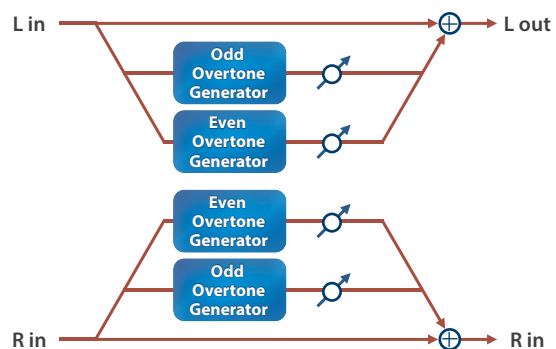 L in
L out
Odd
Overtone
Generator
Even
Overtone
Generator
Even
Overtone
Generator
Odd
Overtone
Generator
R in
R in